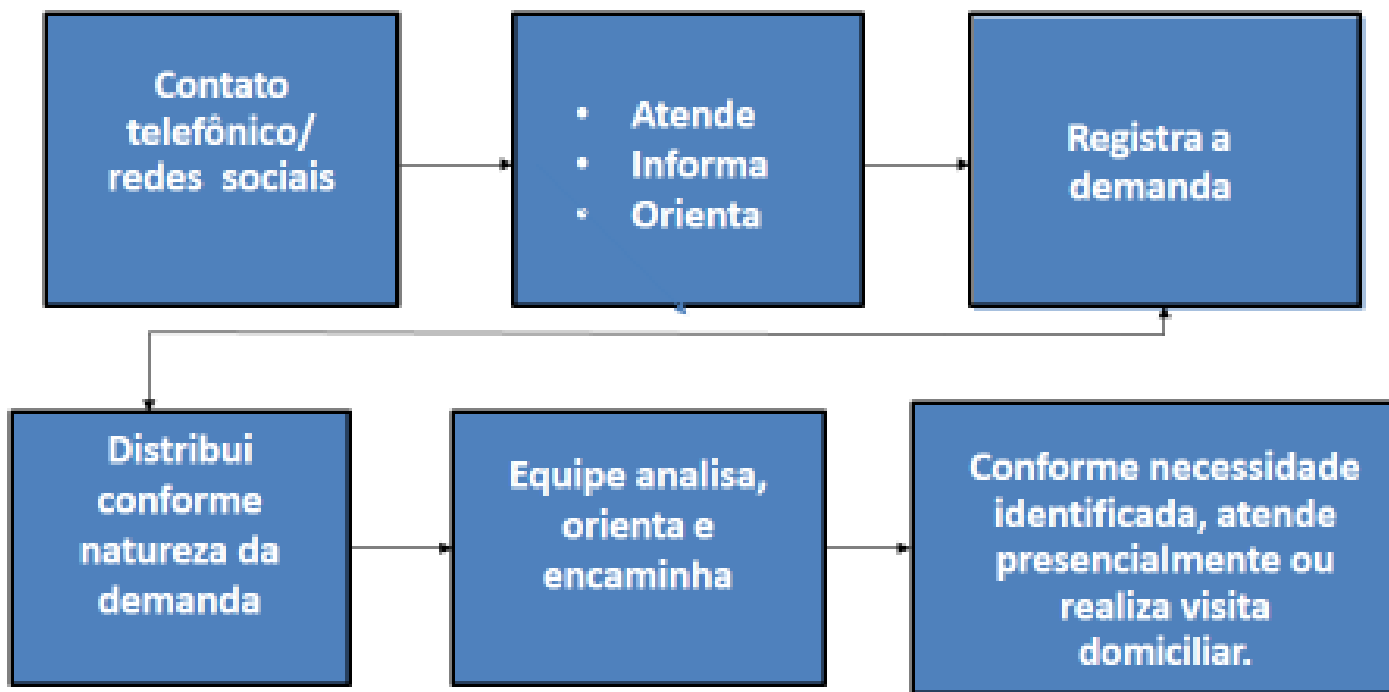 Contato
telefônico/
redes sociais
• Atende
• Informa
• Orienta
Registra a
demanda
Distribui
conforme
natureza da
demanda
Equipe analisa,
orienta e
encaminha
Conforme necessidade
identificada, atende
presencialmente ou
realiza visita
domiciliar.